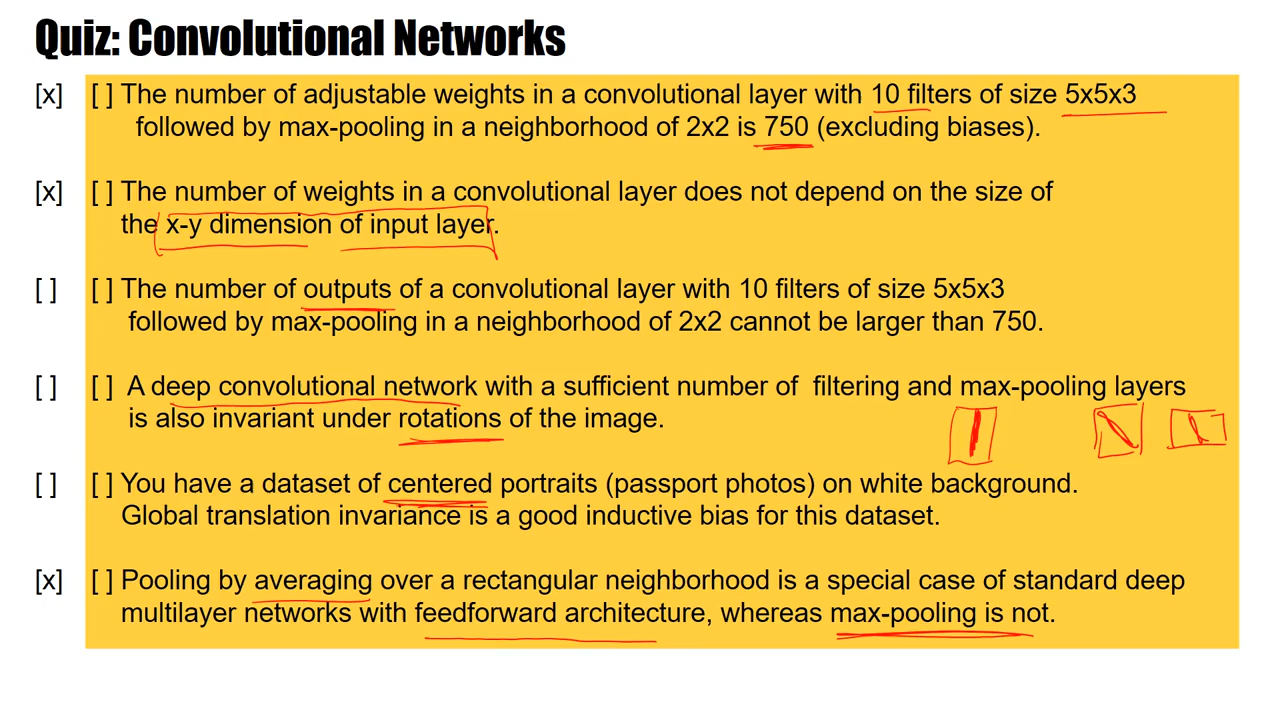 Quiz: Convolutional Networks
[x] [ ] The number of adjustable weights in a convolutional layer with 10 filters of size 5x5x3
followed by max-pooling in a neighborhood of 2x2 is 750 (excluding biases).
[x] [ ] The number of weights in a convolutional layer does not depend on the size of
the x-y dimension of input layer.
[ ] [ ] The number of outputs of a convolutional layer with 10 filters of size 5x5x3
followed by max-pooling in a neighborhood of 2x2 cannot be larger than 750.
[ ] [ ] A deep convolutional network with a sufficient number of filtering and max-pooling layers
is also invariant under rotations of the image.
[ ] [ ] You have a dataset of centered portraits (passport photos) on white background.
Global translation invariance is a good inductive bias for this dataset.
[x] [ ] Pooling by averaging over a rectangular neighborhood is a special case of standard deep
multilayer networks with feedforward architecture, whereas max-pooling is not.